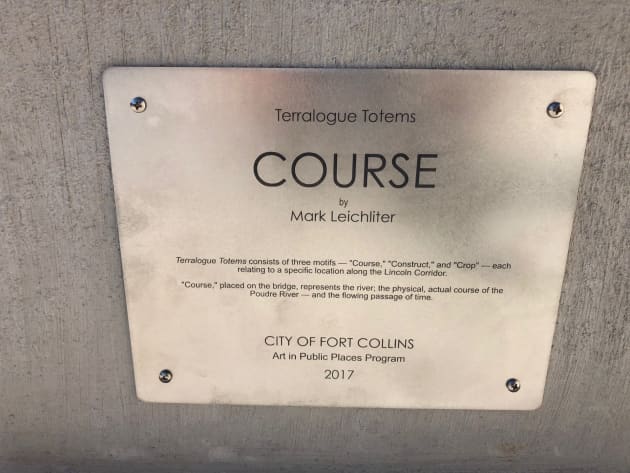 Terralogue Totems
COURSE
by
Mark Leichliter
Terralogue Totems consists of three motifs — "Course," "Construct," and "Crop" — each
relating to a specific location along the Lincoln Corridor.
"Course," placed on the bridge, represents the river; the physical, actual course of the
Poudre River — and the flowing passage of time.
CITY OF FORT COLLINS
Art in Public Places Program
2017